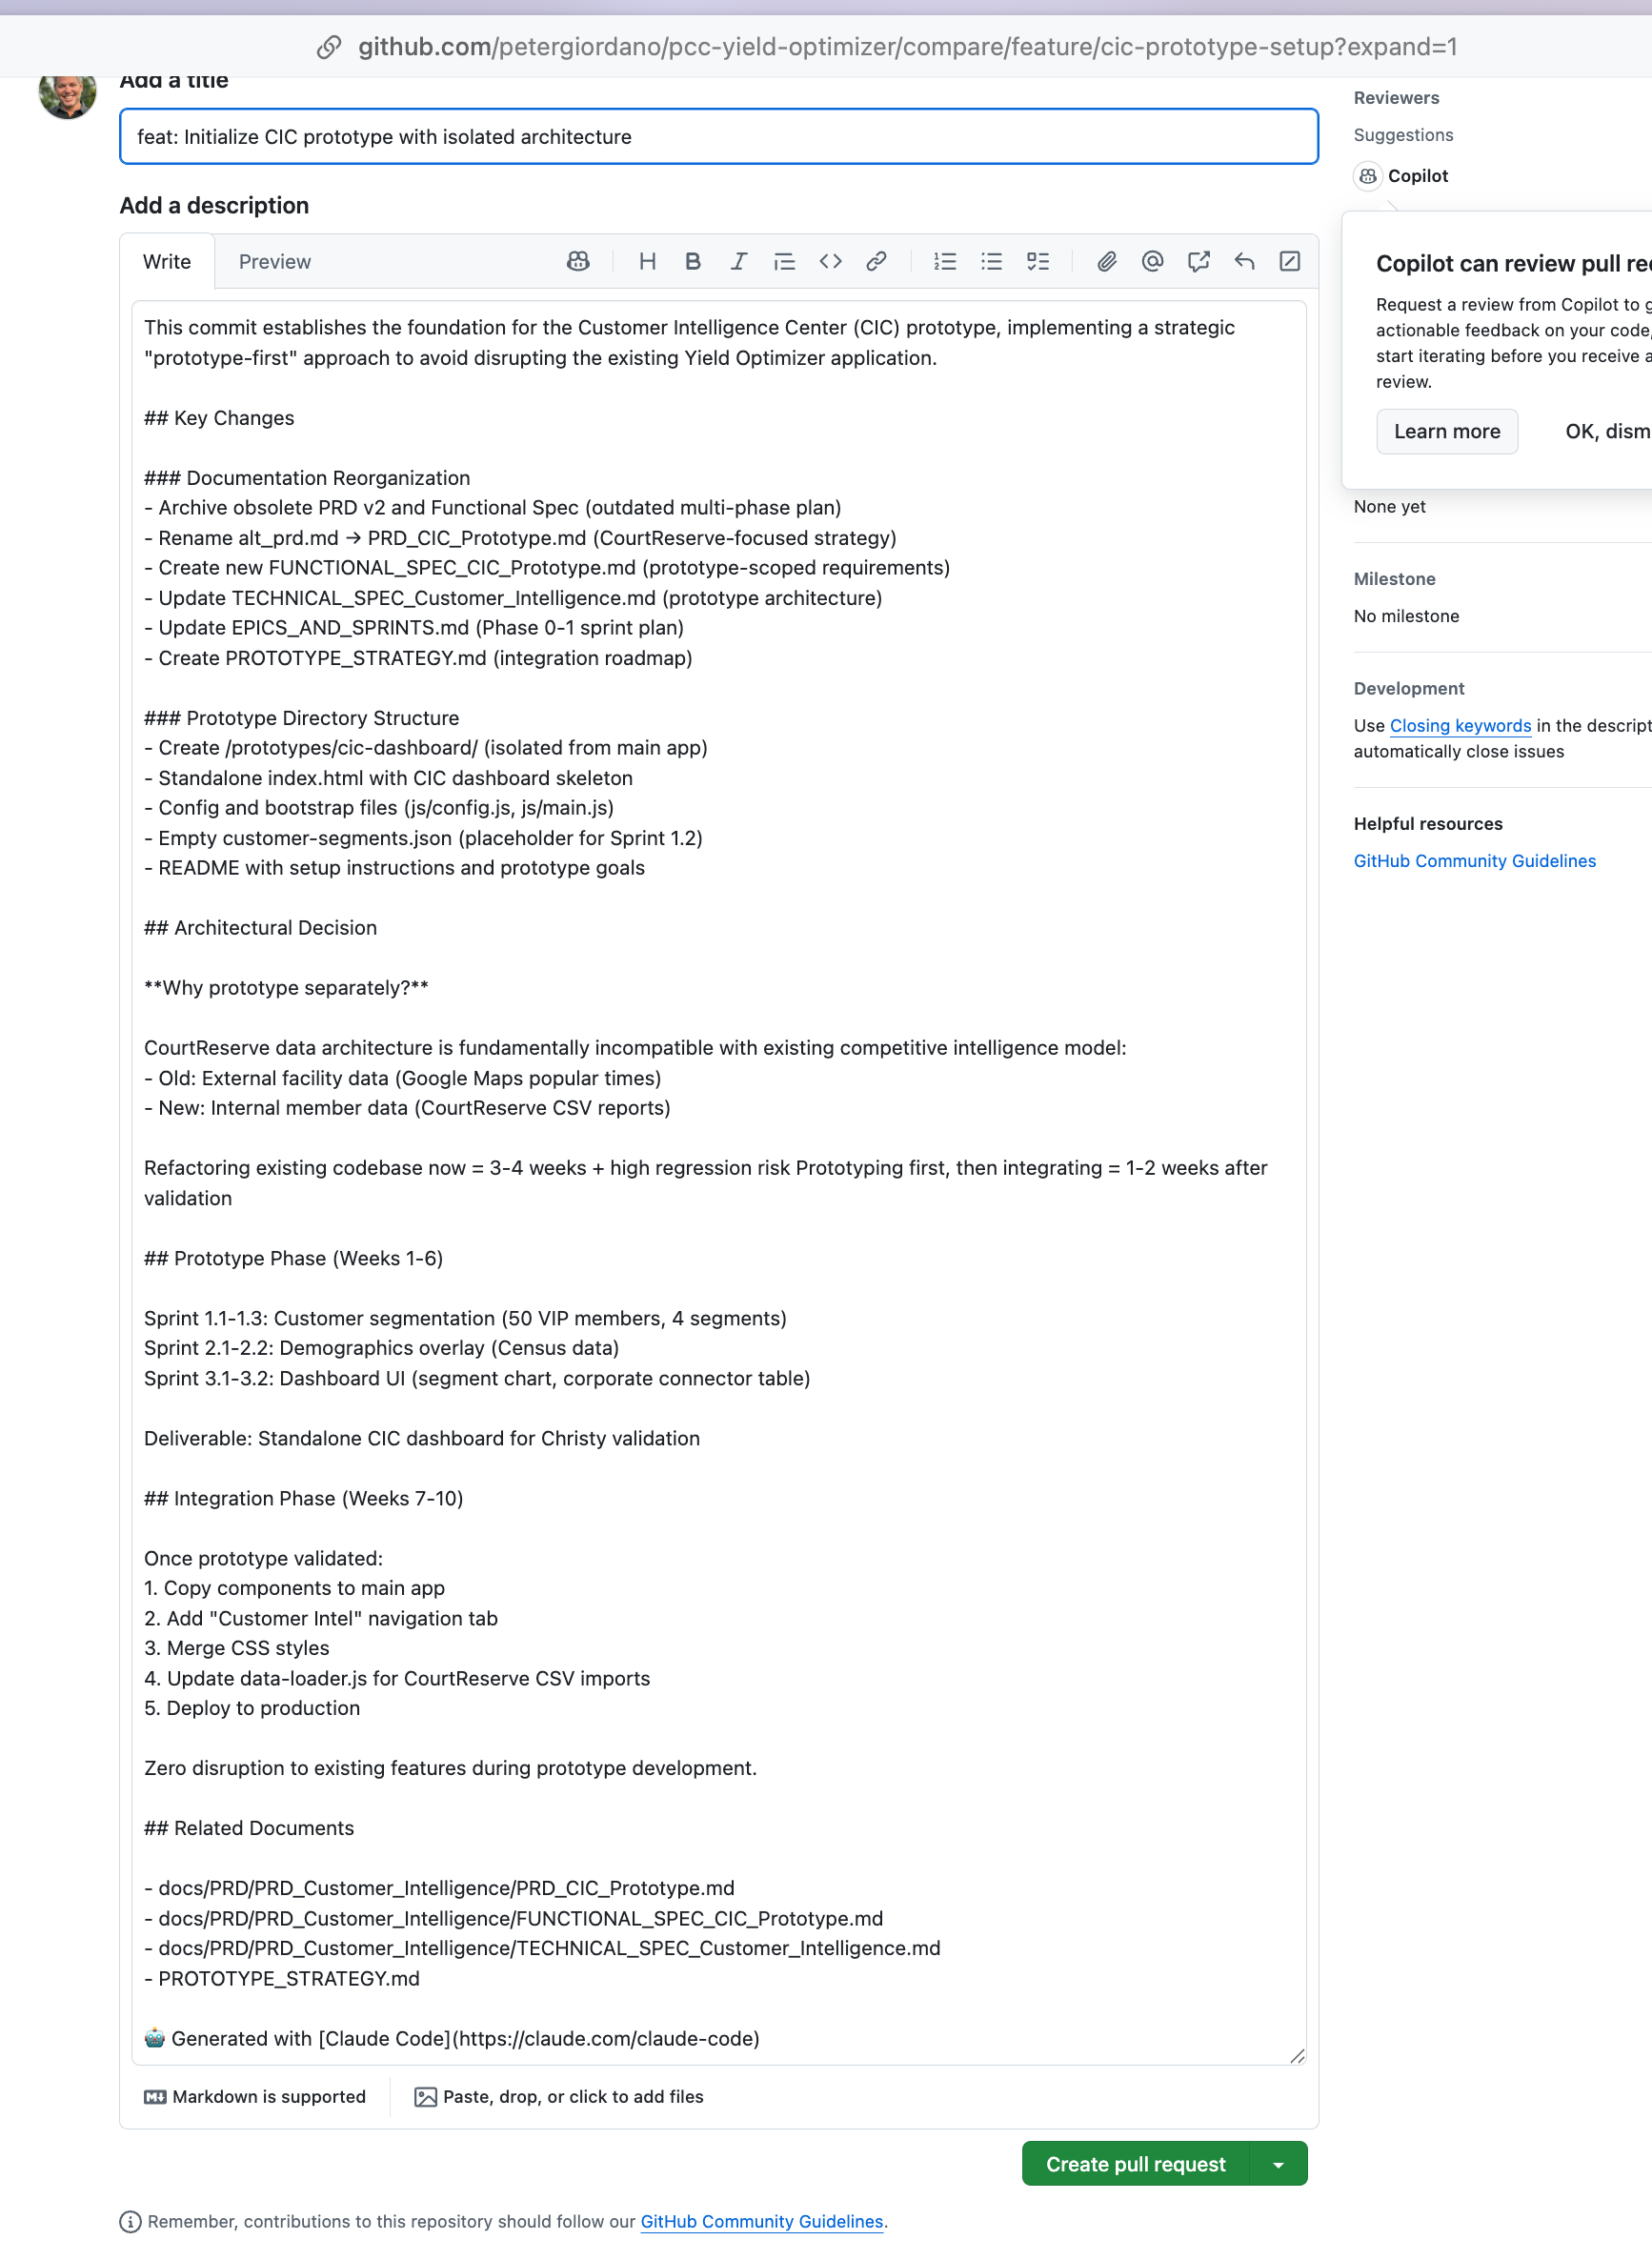 github.com/petergiordano/pcc-yield-optimizer/compare/feature/cic-prototype-setup?expand=1
Add a title
feat: Initialize CIC prototype with isolated architecture
Add a description
Write Preview
This commit establishes the foundation for the Customer Intelligence Center (CIC) prototype, implementing a strategic
"prototype-first" approach to avoid disrupting the existing Yield Optimizer application.
## Key Changes
### Documentation Reorganization
- Archive obsolete PRD v2 and Functional Spec (outdated multi-phase plan)
- Rename alt_prd.md → PRD_CIC_Prototype.md (CourtReserve-focused strategy)
- Create new FUNCTIONAL_SPEC_CIC_Prototype.md (prototype-scoped requirements)
- Update TECHNICAL_SPEC_Customer_Intelligence.md (prototype architecture)
- Update EPICS_AND_SPRINTS.md (Phase 0-1 sprint plan)
- Create PROTOTYPE_STRATEGY.md (integration roadmap)
### Prototype Directory Structure
- Create /prototypes/cic-dashboard/ (isolated from main app)
- Standalone index.html with CIC dashboard skeleton
- Config and bootstrap files (js/config.js, js/main.js)
- Empty customer-segments.json (placeholder for Sprint 1.2)
- README with setup instructions and prototype goals
## Architectural Decision
**Why prototype separately?**
CourtReserve data architecture is fundamentally incompatible with existing competitive intelligence model:
- Old: External facility data (Google Maps popular times)
- New: Internal member data (CourtReserve CSV reports)
Refactoring existing codebase now = 3-4 weeks + high regression risk Prototyping first, then integrating = 1-2 weeks after
validation
## Prototype Phase (Weeks 1-6)
Sprint 1.1-1.3: Customer segmentation (50 VIP members, 4 segments)
Sprint 2.1-2.2: Demographics overlay (Census data)
Sprint 3.1-3.2: Dashboard UI (segment chart, corporate connector table)
Deliverable: Standalone CIC dashboard for Christy validation
## Integration Phase (Weeks 7-10)
Once prototype validated:
1. Copy components to main app
2. Add "Customer Intel" navigation tab
3. Merge CSS styles
4. Update data-loader.js for CourtReserve CSV imports
5. Deploy to production
Zero disruption to existing features during prototype development.
## Related Documents
- docs/PRD/PRD_Customer_Intelligence/PRD_CIC_Prototype.md
- docs/PRD/PRD_Customer_Intelligence/FUNCTIONAL_SPEC_CIC_Prototype.md
- docs/PRD/PRD_Customer_Intelligence/TECHNICAL_SPEC_Customer_Intelligence.md
- PROTOTYPE_STRATEGY.md
🤖 Generated with [Claude Code](https://claude.com/claude-code)
Markdown is supported
Paste, drop, or click to add files
Create pull request
Remember, contributions to this repository should follow our GitHub Community Guidelines.
Reviewers
Suggestions
Copilot
Copilot can review pull re
Request a review from Copilot to g
actionable feedback on your code,
start iterating before you receive a
review.
Learn more OK, dism
None yet
Milestone
No milestone
Development
Use Closing keywords in the descript
automatically close issues
Helpful resources
GitHub Community Guidelines